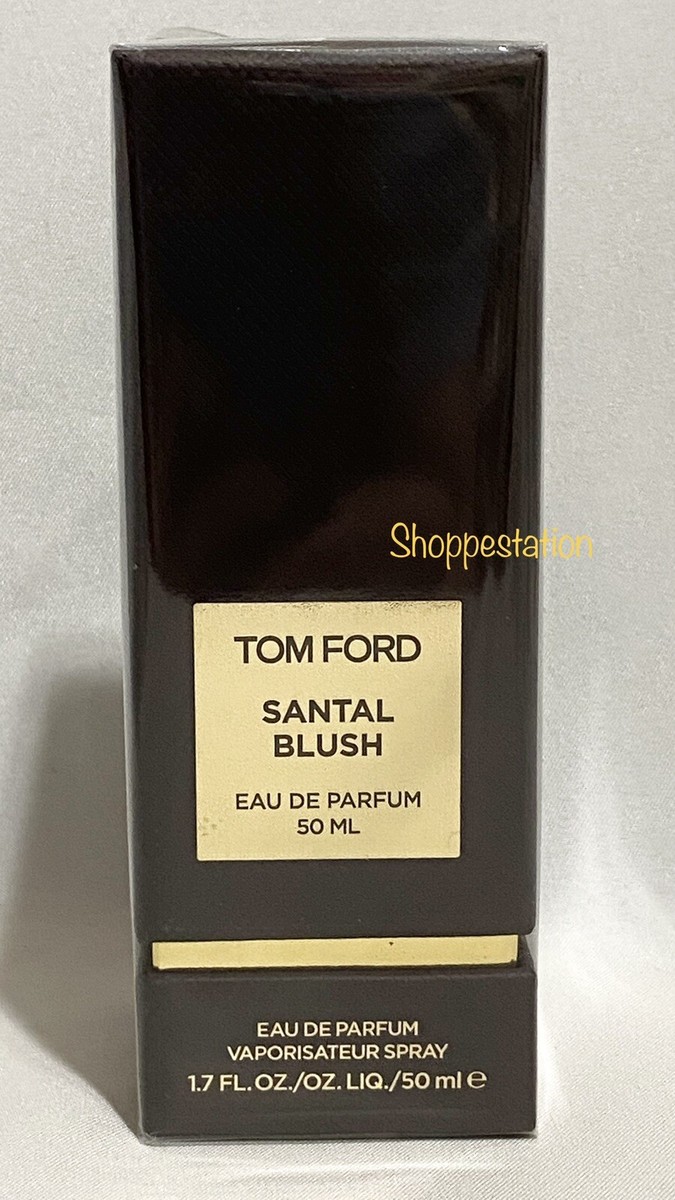 Shoppestation
TOM FORD
SANTAL
BLUSH
EAU DE PARFUM
50 ML
EAU DE PARFUM
VAPORISATEUR SPRAY
1.7 FL. OZ./OZ. LIQ./50 ml e